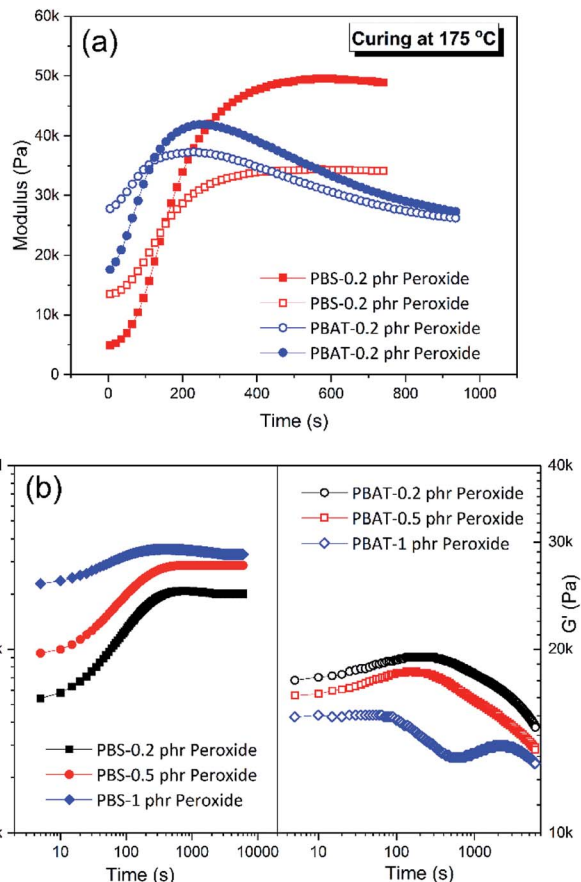 60k
(a)
Curing at 175 °C
50k
40k
30k
20k
10k
0
Modulus (Pa)
PBS-0.2 phr Peroxide
PBS-0.2 phr Peroxide
PBAT-0.2 phr Peroxide
PBAT-0.2 phr Peroxide
0 200 400 600 800 1000
Time (s)
(b)
PBAT-0.2 phr Peroxide
PBAT-0.5 phr Peroxide
PBAT-1 phr Peroxide
40k
30k
20k
10k
G' (Pa)
PBS-0.2 phr Peroxide
PBS-0.5 phr Peroxide
PBS-1 phr Peroxide
10 100 1000 10000
10 100 1000
Time (s)
Time (s)